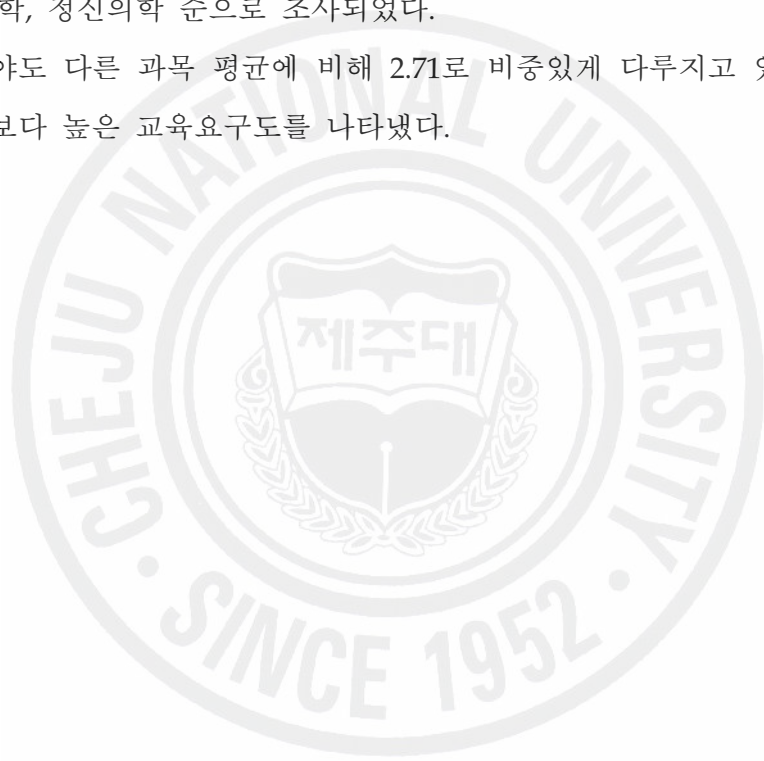 학, 정신의학 순으로 조사되었다.
야도 다른 과목 평균에 비해 2.71로 비중있게 다루지고 있
보다 높은 교육요구도를 나타냈다.
CHEJU NATIONAL UNIVERSITY
제주대
· SINCE 1952 ·